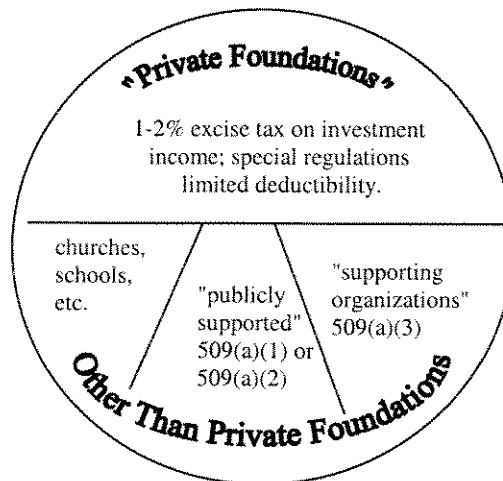 "Private Foundations"
1-2% excise tax on investment
income; special regulations
limited deductibility.
churches,
schools,
etc.
"publicly
supported"
509(a)(1) or
509(a)(2)
"supporting
organizations"
509(a)(3)
Other Than Private Foundations